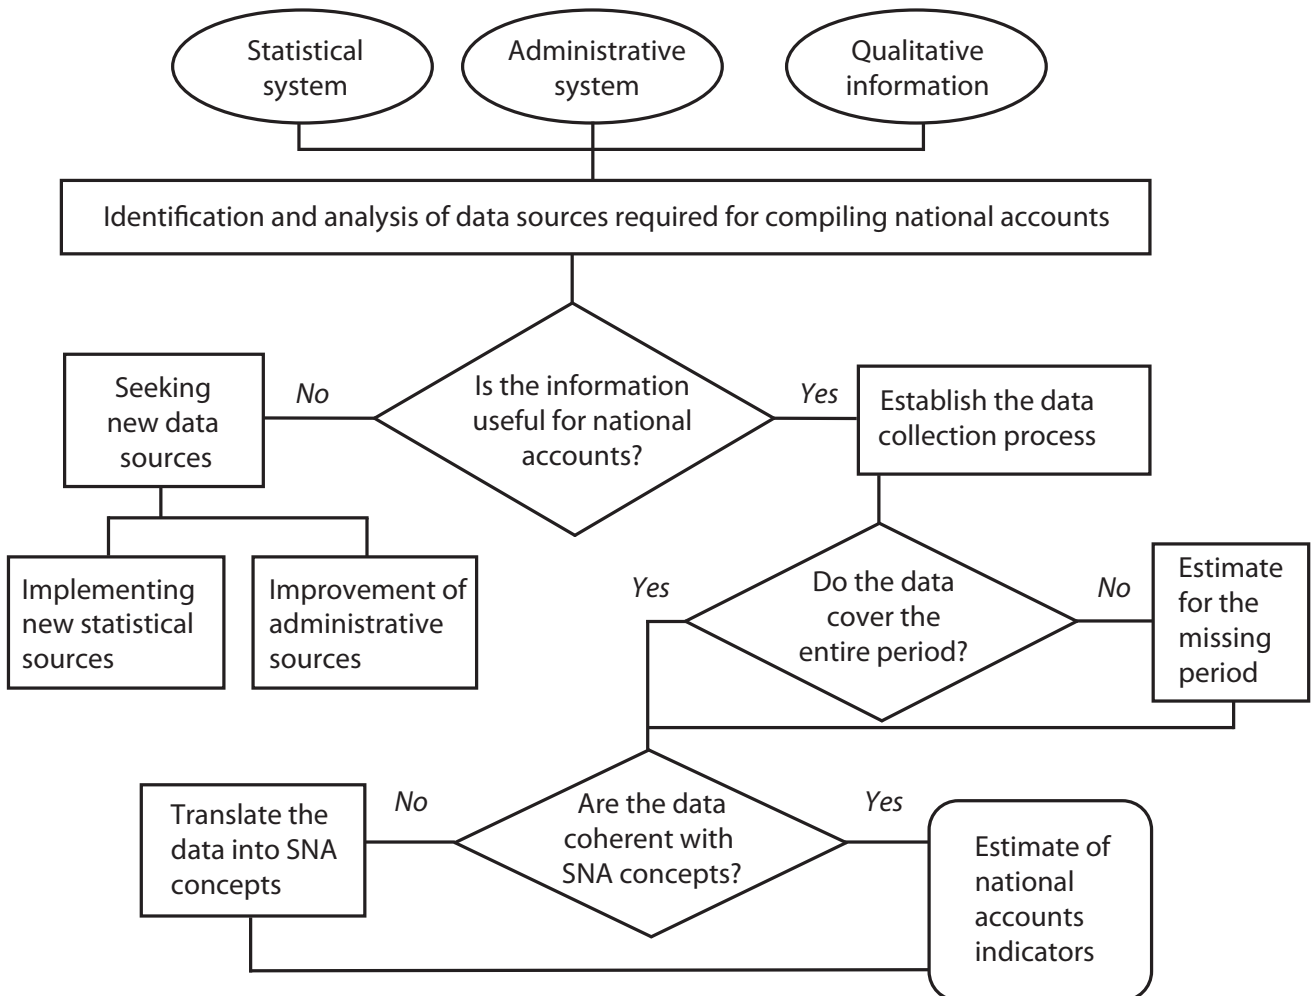 Statistical
system
Administrative
system
Qualitative
information
Identification and analysis of data sources required for compiling national accounts
Seeking
new data
sources
No
Is the information
useful for national
accounts?
Yes
Establish the data
collection process
Implementing
new statistical
sources
Improvement of
administrative
sources
Yes
Do the data
cover the
entire period?
No
Estimate
for the
missing
period
Translate the
data into SNA
concepts
No
Are the data
coherent with
SNA concepts?
Yes
Estimate of
national
accounts
indicators